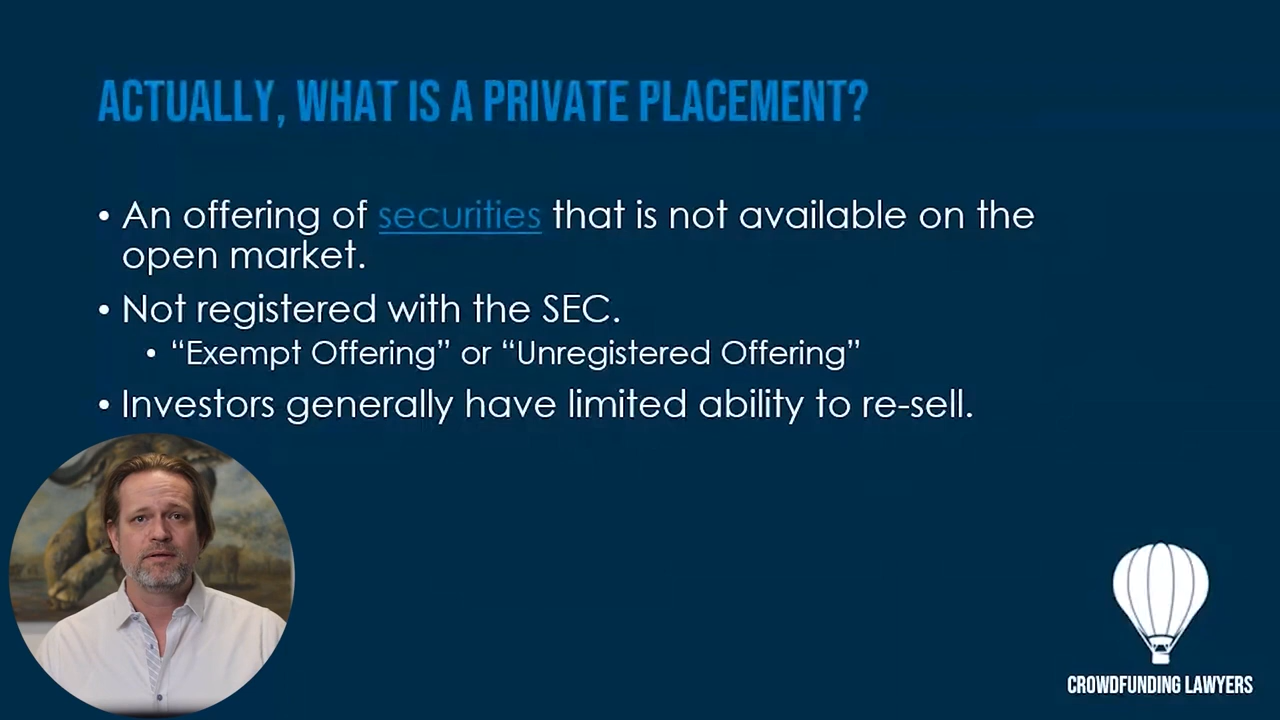 ACTUALLY, WHAT IS A PRIVATE PLACEMENT?
• An offering of securities that is not available on the
open market.
• Not registered with the SEC.
• “Exempt Offering” or “Unregistered Offering”
• Investors generally have limited ability to re-sell.
CROWDFUNDING LAWYERS